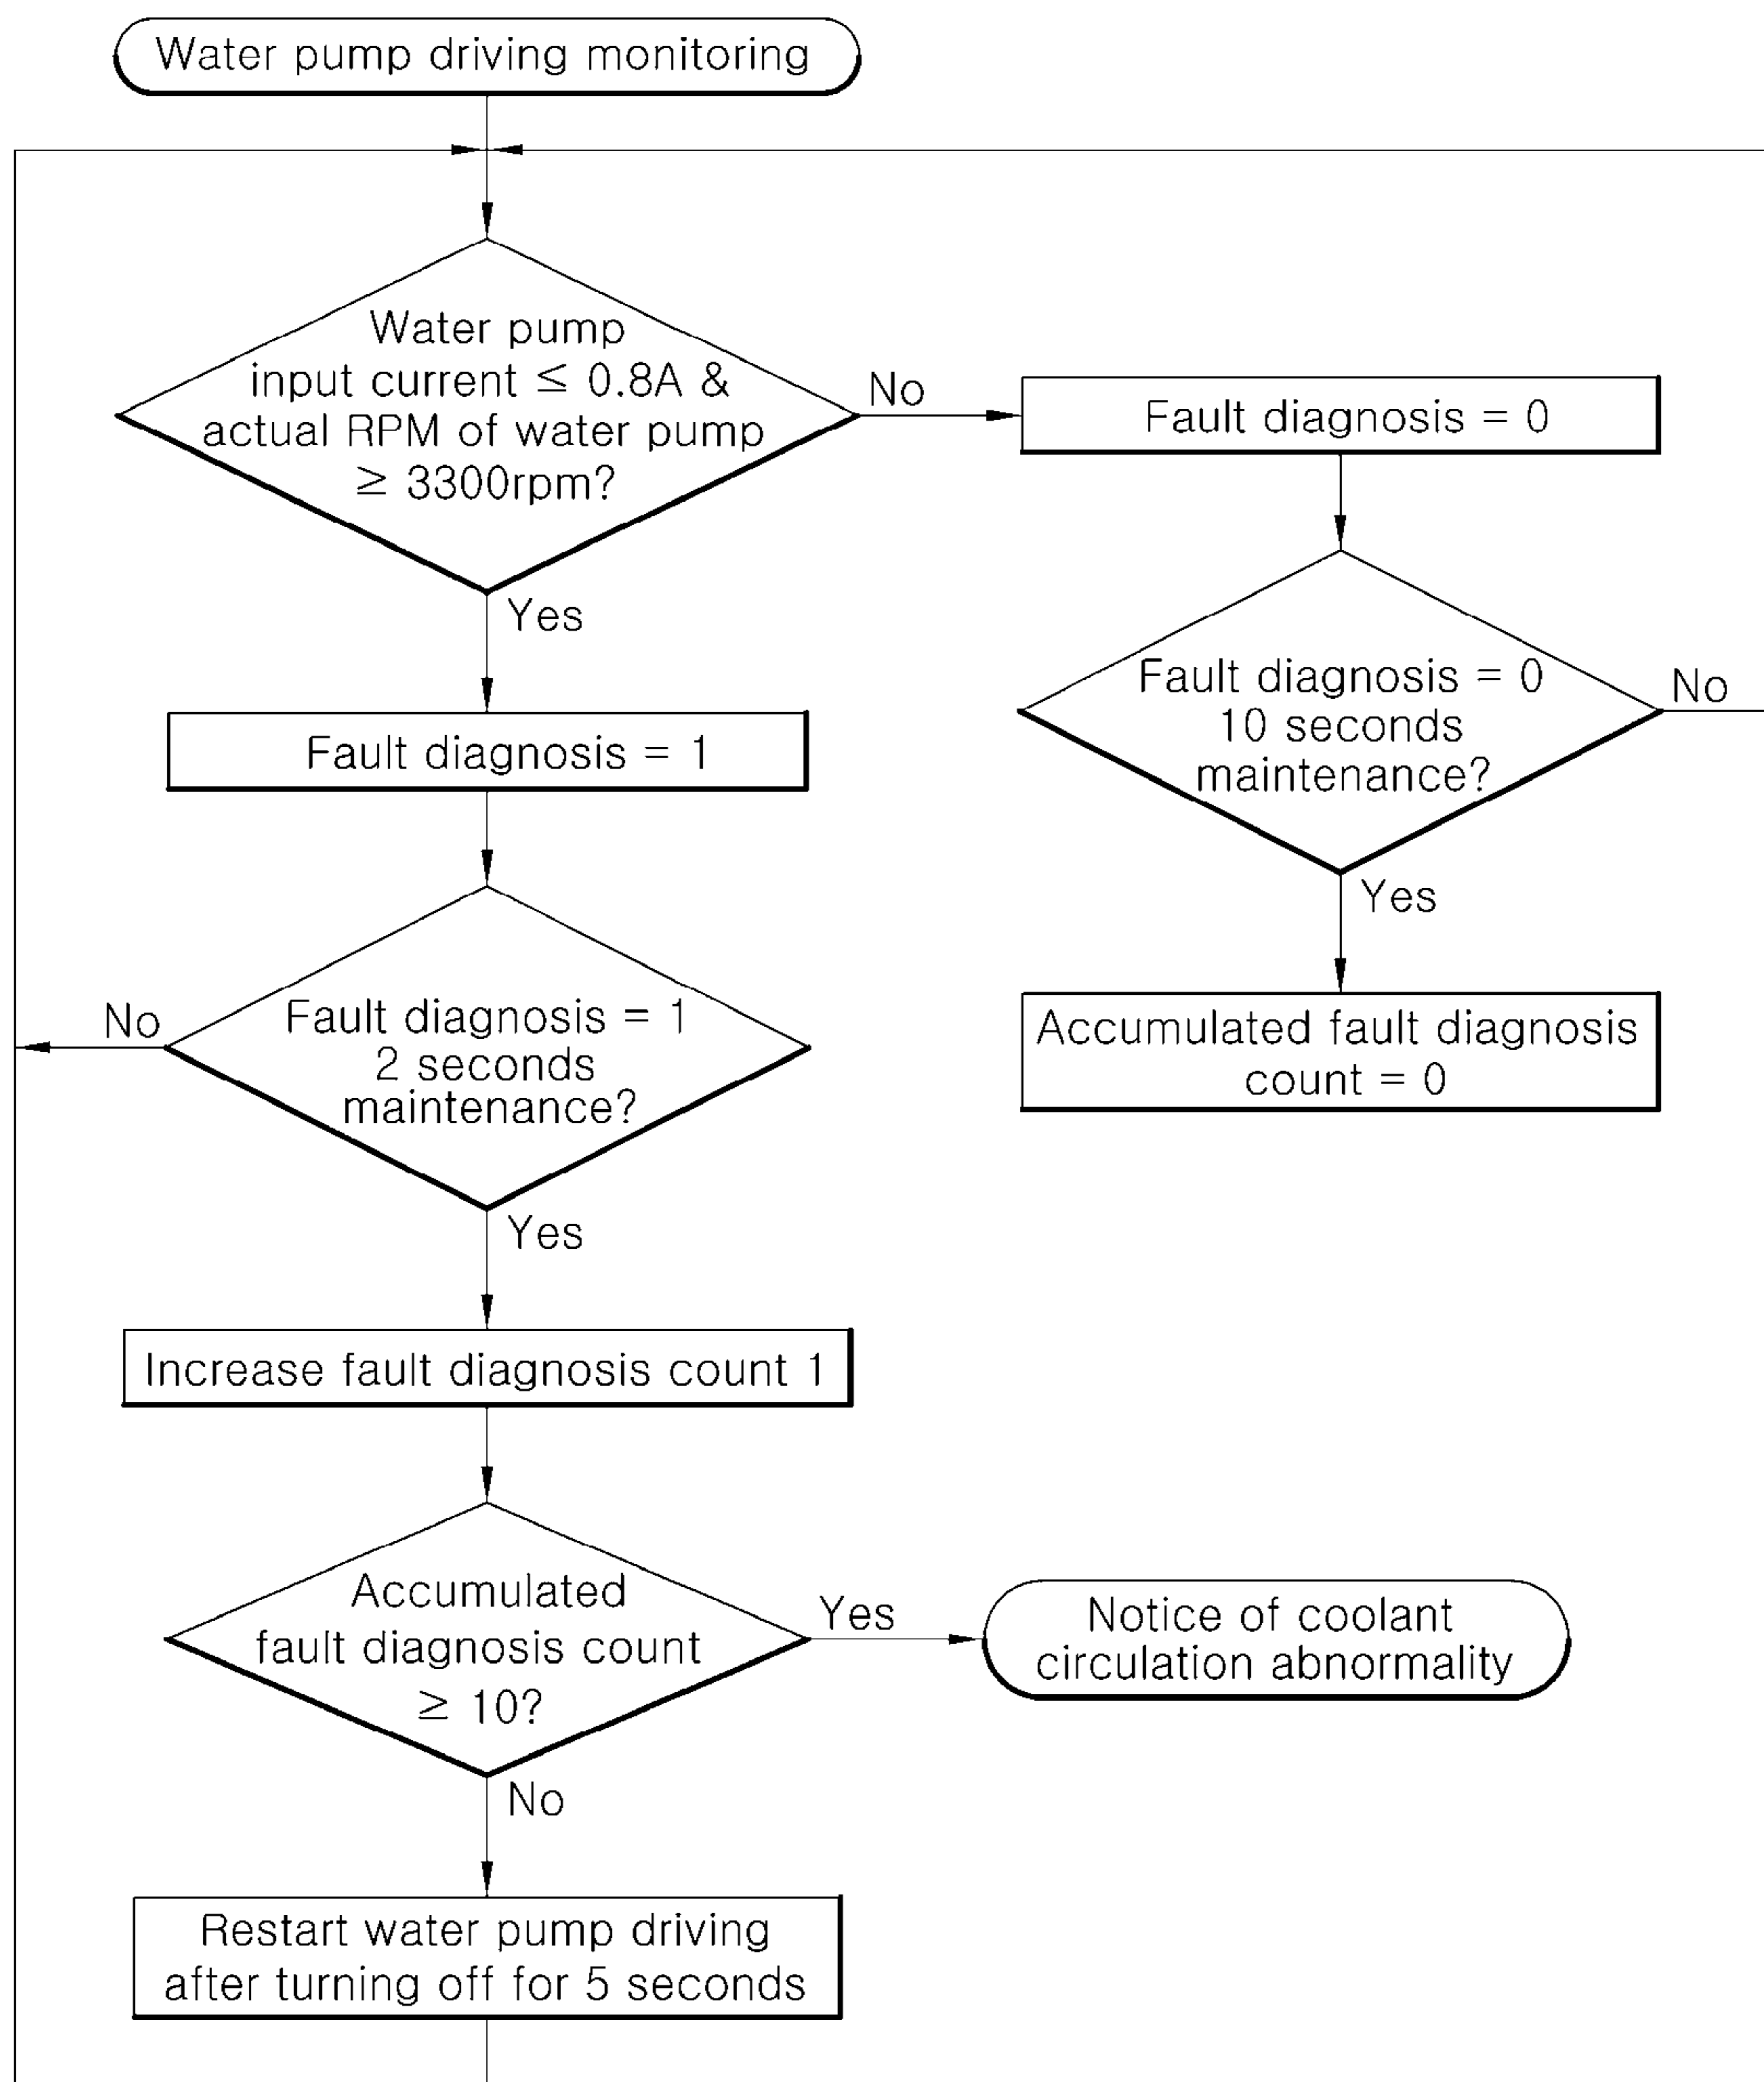 Water pump driving monitoring
Water pump
input current ≤ 0.8A &
actual RPM of water pump
≥ 3300rpm?
No
Fault diagnosis = 0
Yes
Fault diagnosis = 0
10 seconds
maintenance?
No
Fault diagnosis = 1
Yes
Accumulated fault diagnosis
count = 0
No
Fault diagnosis = 1
2 seconds
maintenance?
Yes
Increase fault diagnosis count 1
Accumulated
fault diagnosis count
≥ 10?
Yes
Notice of coolant
circulation abnormality
No
Restart water pump driving
after turning off for 5 seconds